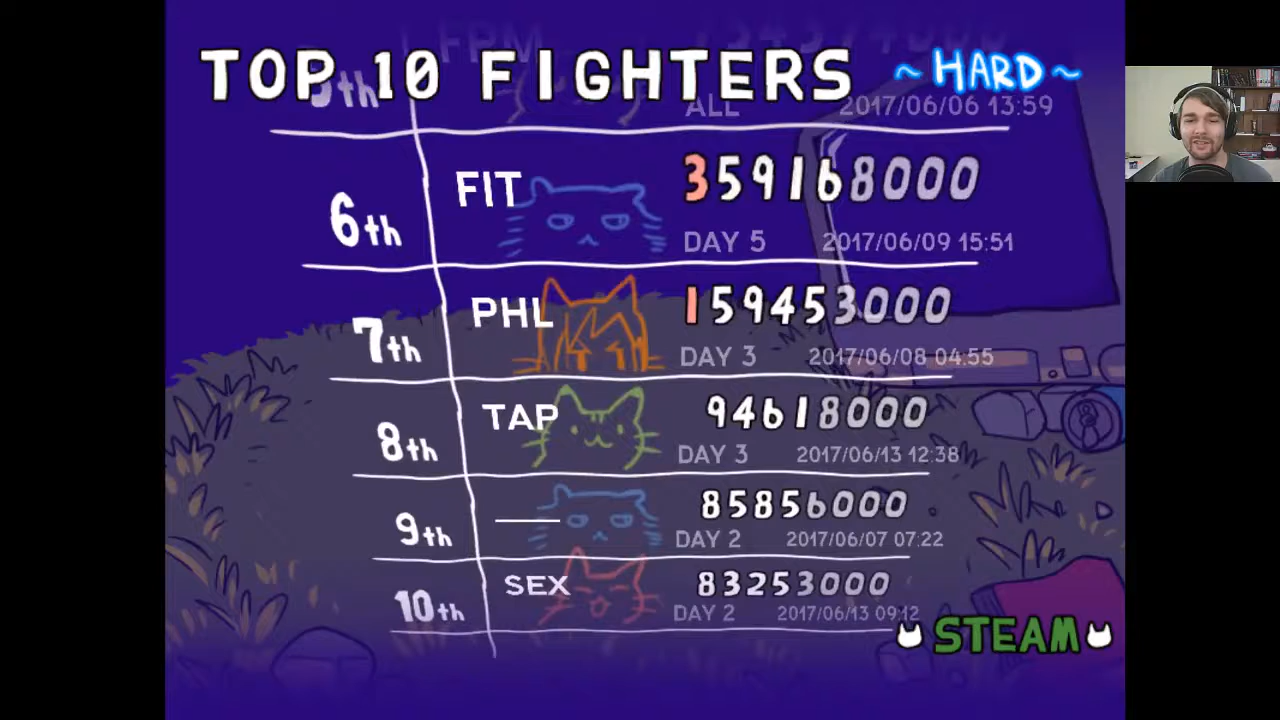 TOP 10 FIGHTERS ~HARD~
ALL 2017/06/06 13:59
6th FIT 359168000
DAY 5 2017/06/09 15:51
7th PHL 159453000
DAY 3 2017/06/08 04:55
8th TAP 94618000
DAY 3 2017/06/13 12:38
9th 85856000
DAY 2 2017/06/07 07:22
10th SEX 83253000
DAY 2 2017/06/13 09:12
STEAM